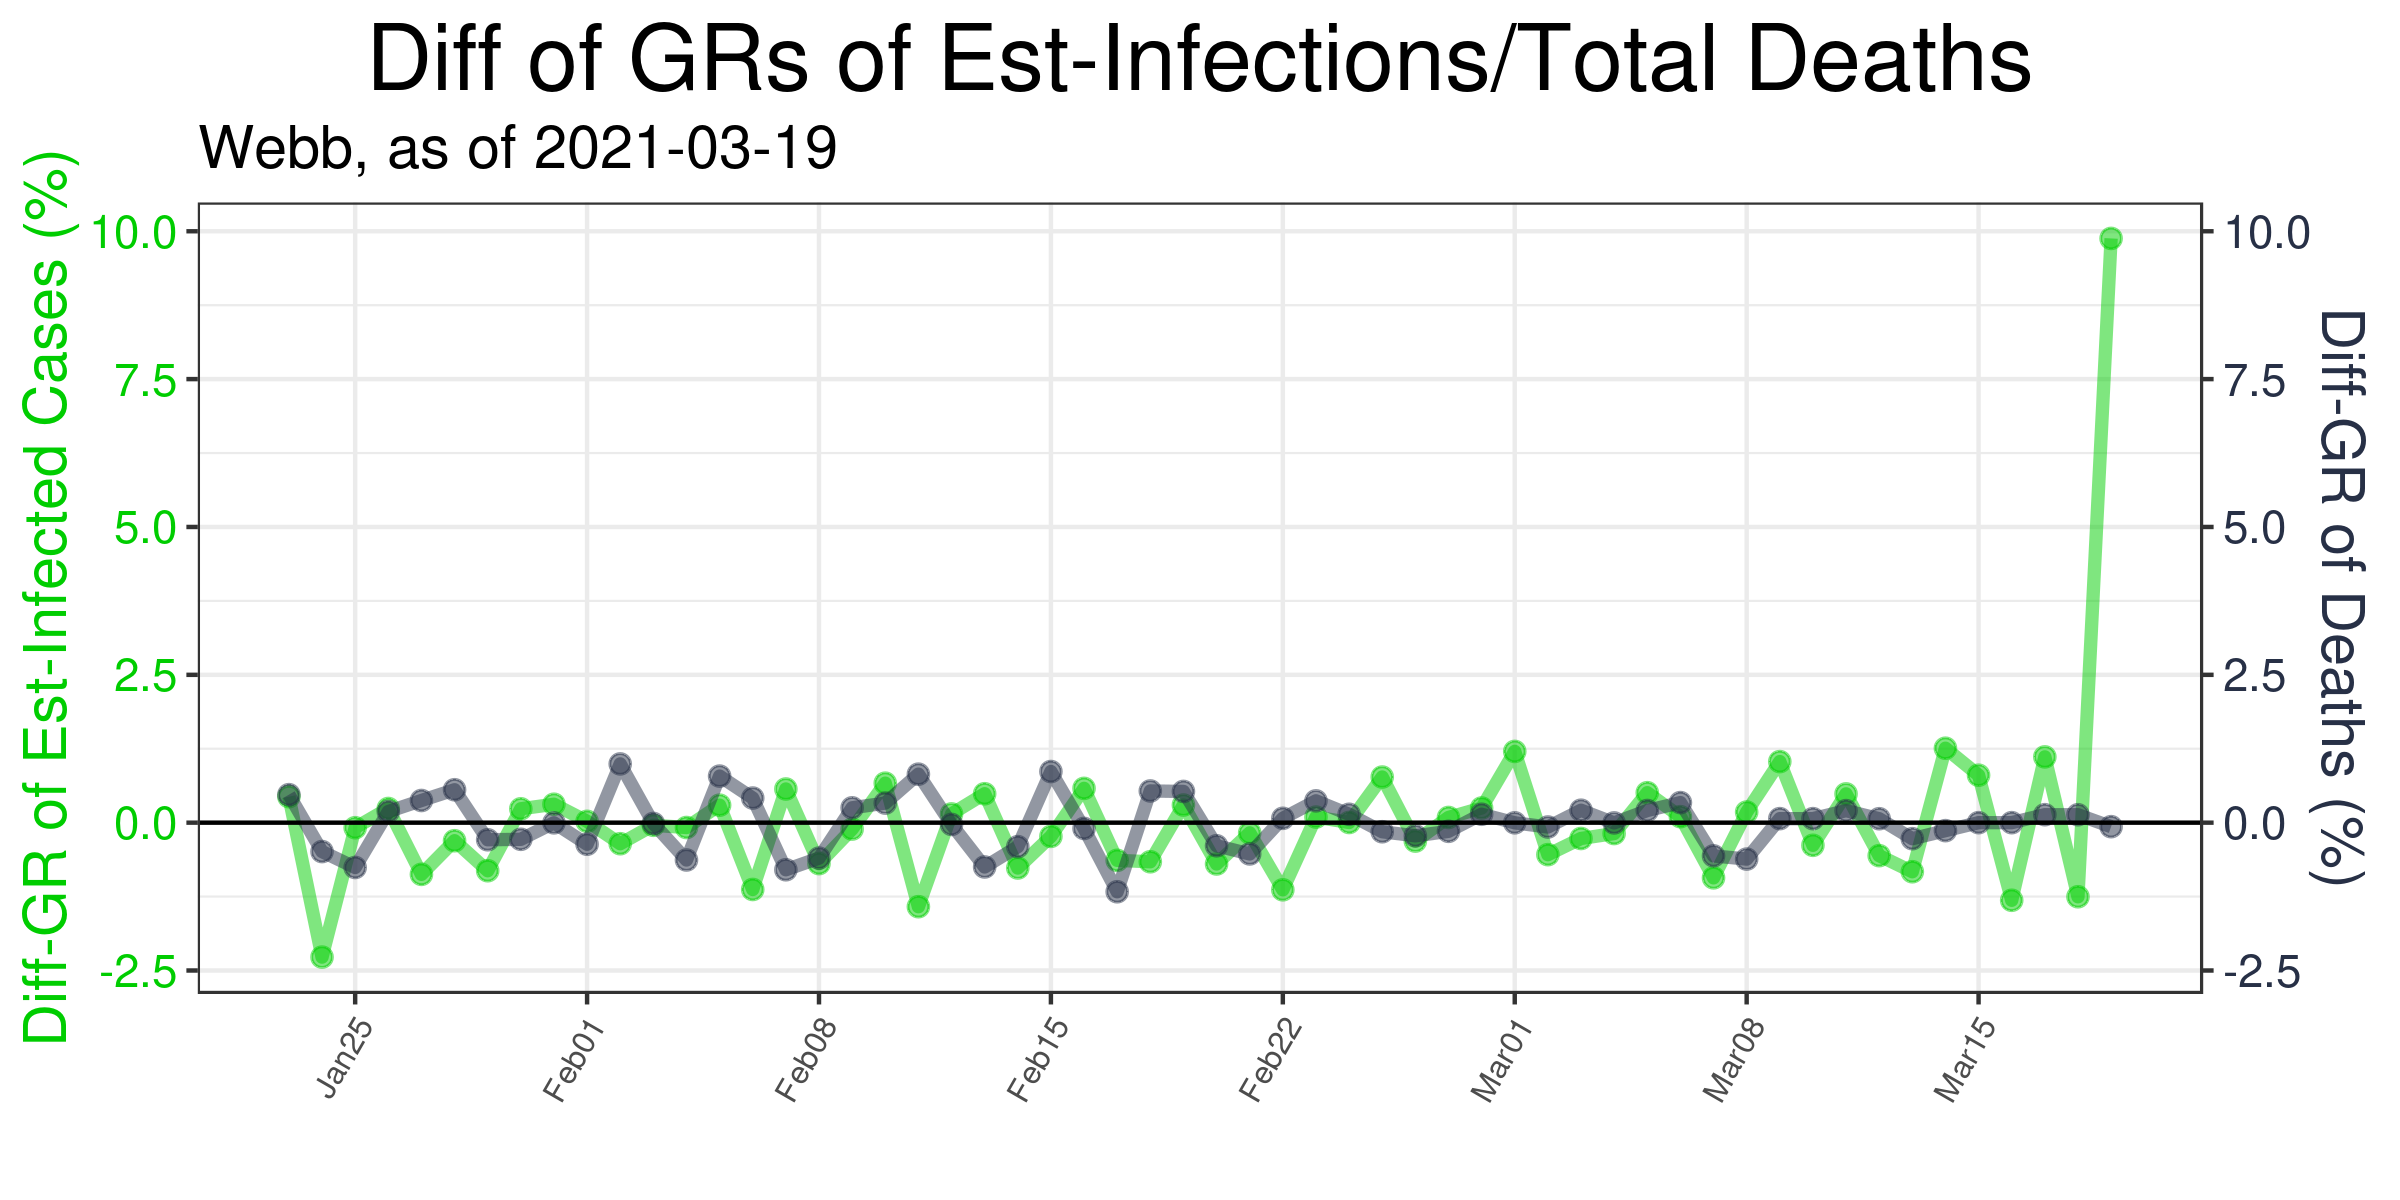 Diff of GRs of Est-Infections/Total Deaths
Webb, as of 2021-03-19
Diff-GR of Est-Infected Cases (%)
10.0
7.5
5.0
2.5
0.0
-2.5
10.0
7.5
5.0
2.5
0.0
-2.5
Diff-GR of Deaths (%)
Jan25
Feb01
Feb08
Feb15
Feb22
Mar01
Mar08
Mar15